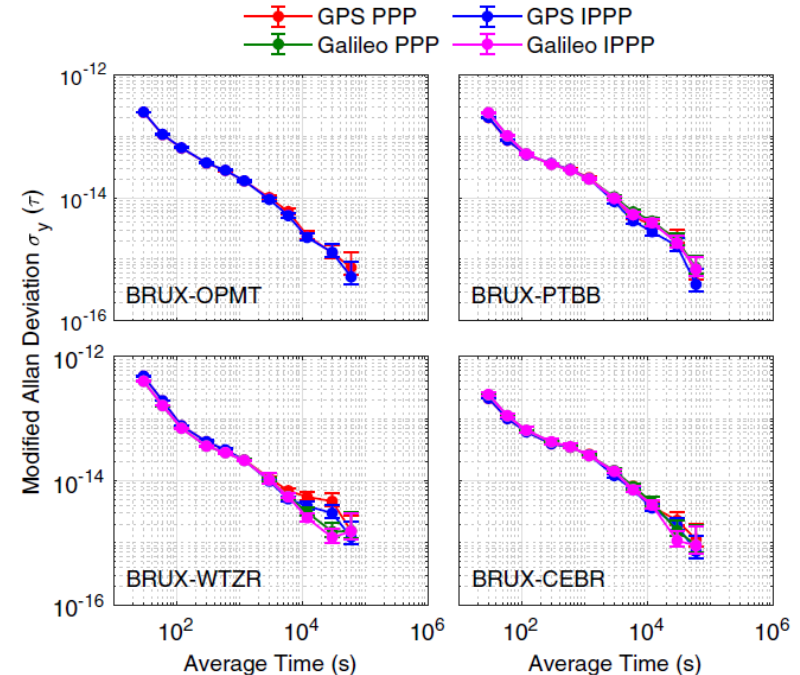 GPS PPP GPS IPPP
Galileo PPP Galileo IPPP
Modified Allan Deviation σ_y (τ)
10^-12
10^-14
10^-16
BRUX-OPMT
BRUX-PTBB
10^-12
10^-14
10^-16
BRUX-WTZR
BRUX-CEBR
10^2 10^4 10^6 10^2 10^4 10^6
Average Time (s) Average Time (s)